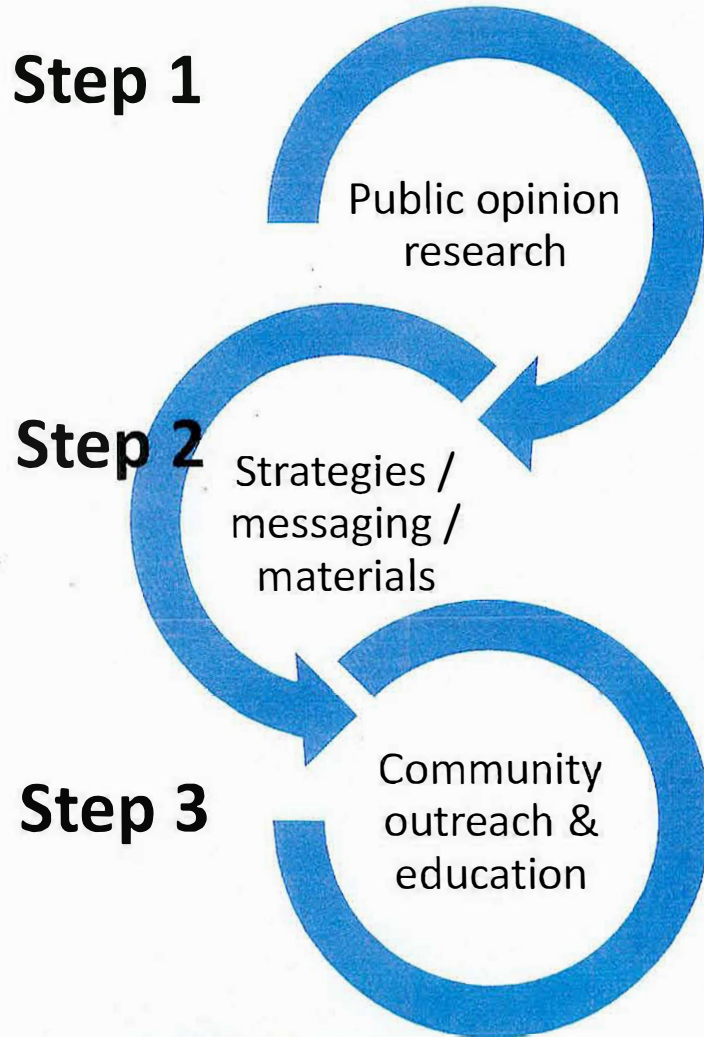 Step 1
Public opinion
research
Step 2
Strategies /
messaging /
materials
Step 3
Community
outreach &
education